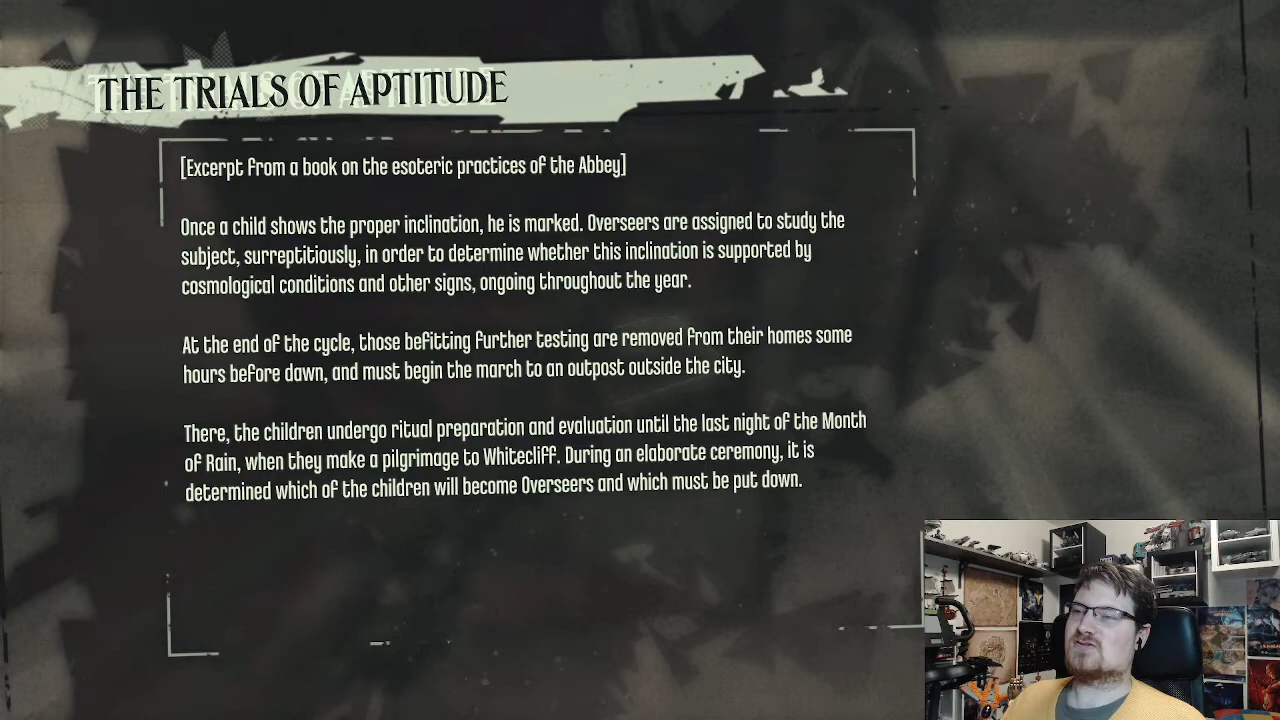 THE TRIALS OF APTITUDE
[Excerpt from a book on the esoteric practices of the Abbey]
Once a child shows the proper inclination, he is marked. Overseers are assigned to study the
subject, surreptitiously, in order to determine whether this inclination is supported by
cosmological conditions and other signs, ongoing throughout the year.
At the end of the cycle, those befitting further testing are removed from their homes some
hours before dawn, and must begin the march to an outpost outside the city.
There, the children undergo ritual preparation and evaluation until the last night of the Month
of Rain, when they make a pilgrimage to Whitecliff. During an elaborate ceremony, it is
determined which of the children will become Overseers and which must be put down.